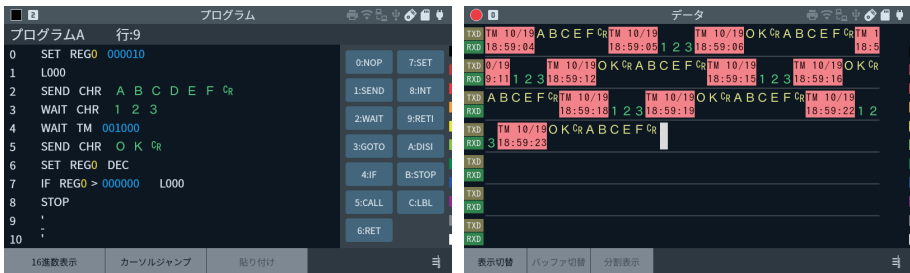 2 プログラム
プログラムA 行:9
0 SET REG0 000010
1 L000
2 SEND CHR A B C D E F CR
3 WAIT CHR 1 2 3
4 WAIT TM 001000
5 SEND CHR O K CR
6 SET REG0 DEC
7 IF REG0 > 000000 L000
8 STOP
9 '
10 ;
0:NOP 7:SET
1:SEND 8:INT
2:WAIT 9:RETI
3:GOTO A:DISI
4:IF B:STOP
5:CALL C:LBL
6:RET
16進数表示 カーソルジャンプ 貼り付け
0 データ
TXD TM 10/19 A B C E F CR TM 10/19 TM 10/19 O K CR A B C E F CR TM 1
RXD 18:59:04 18:59:05 1 2 3 18:59:06 18:5
TXD 0/19 TM 10/19 O K CR A B C E F CR TM 10/19 TM 10/19 O K CR
RXD 9:11 1 2 3 18:59:12 18:59:15 1 2 3 18:59:16
TXD A B C E F CR TM 10/19 TM 10/19 O K CR A B C E F CR TM 10/19
RXD 18:59:18 1 2 3 18:59:19 18:59:22 1 2
TXD TM 10/19 O K CR A B C E F CR
RXD 3 18:59:23
TXD
RXD
TXD
RXD
表示切替 バッファ切替 分割表示